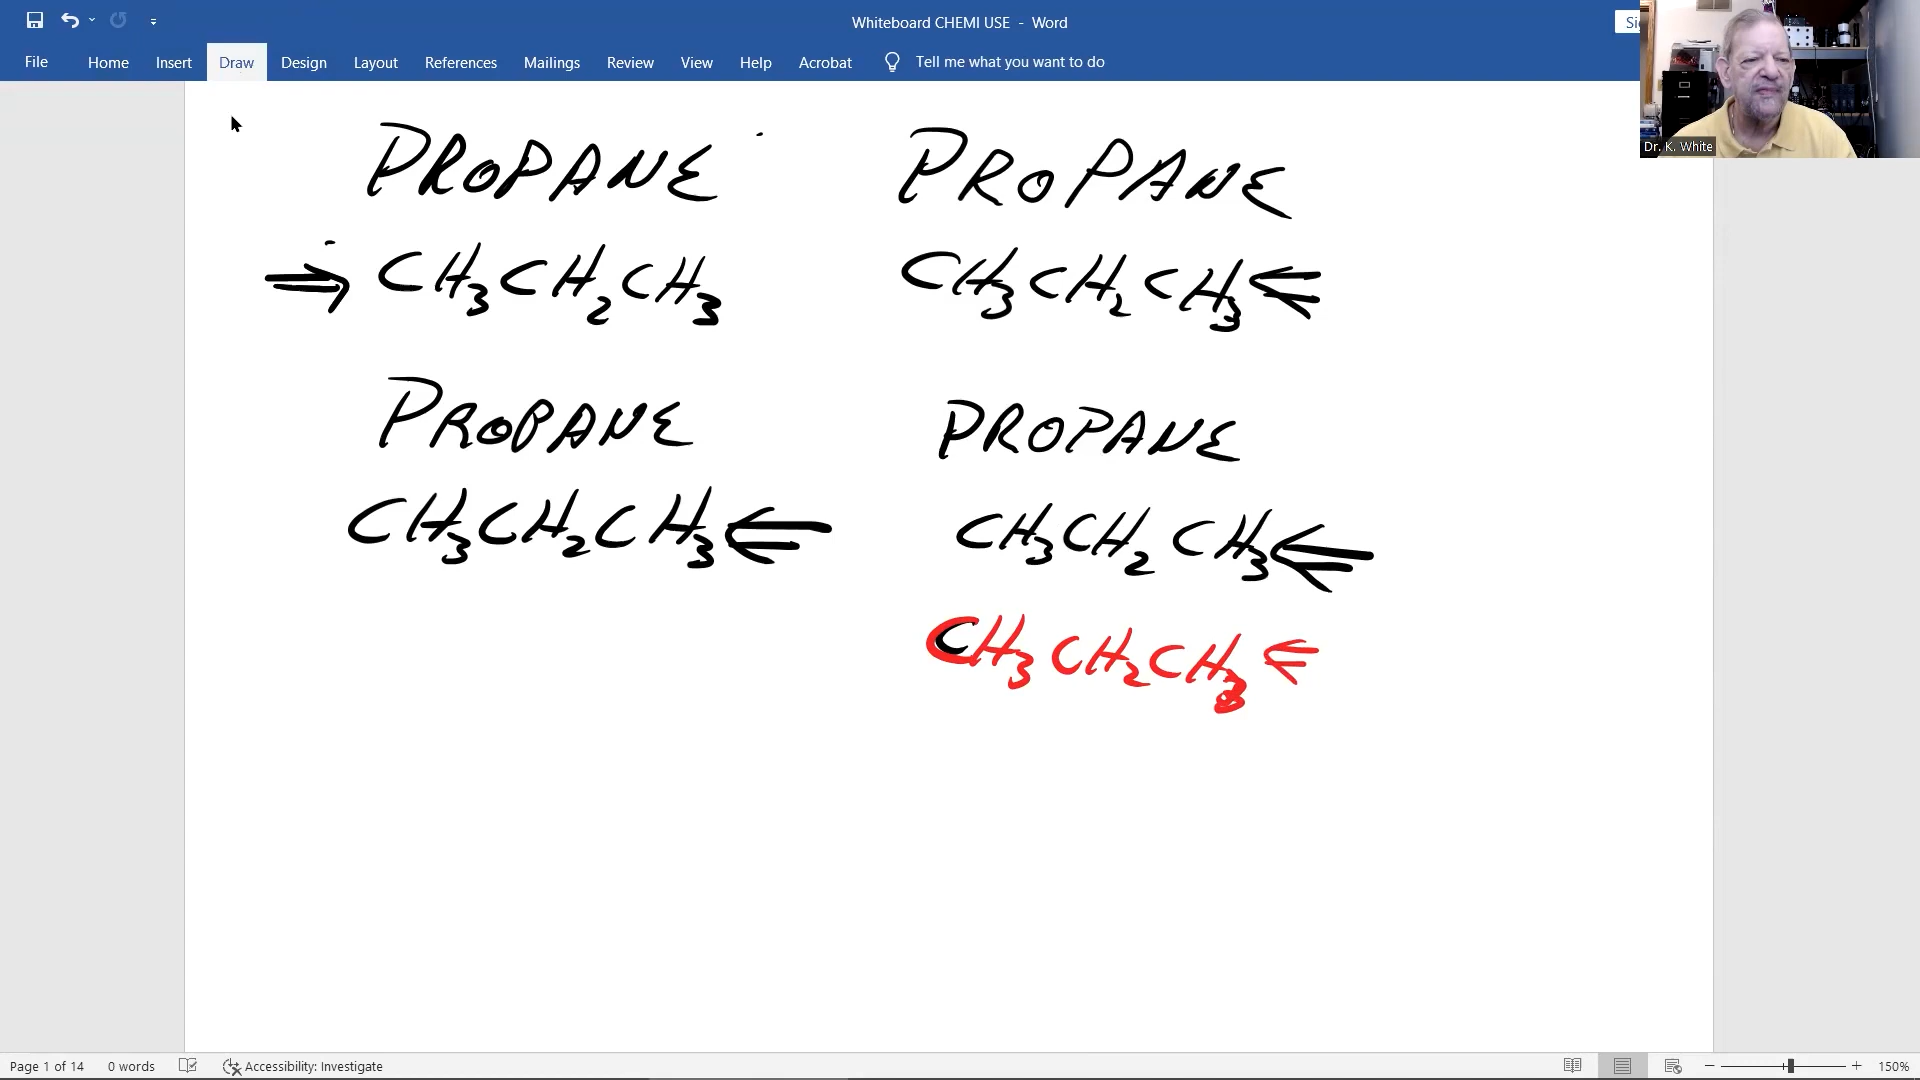 Whiteboard CHEMI USE - Word
File Home Insert Draw Design Layout References Mailings Review View Help Acrobat Tell me what you want to do
Dr. K. White
PROPANE PROPANE
⇒ CH₃CH₂CH₃ CH₃CH₂CH₃ ⇐
PROPANE PROPANE
CH₃CH₂CH₃ ⇐ CH₃CH₂CH₃ ⇐
CH₃CH₂CH₃ ⇐
Page 1 of 14 0 words Accessibility: Investigate 150%